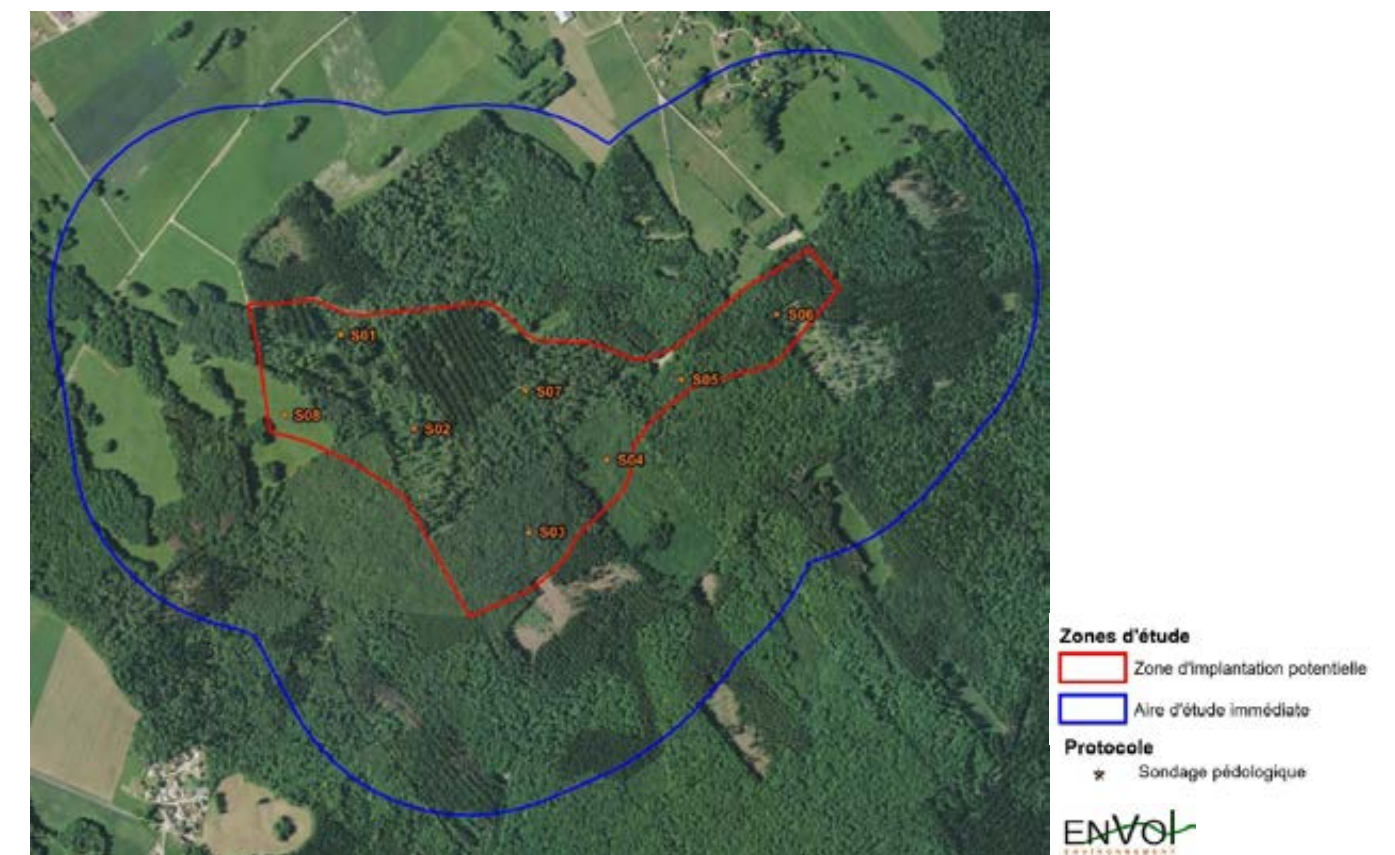 S01
S06
S05
S07
S08
S02
S04
S03
Zones d'étude
Zone d'implantation potentielle
Aire d'étude immédiate
Protocole
Sondage pédologique
ENVOL
ENVIRONNEMENT